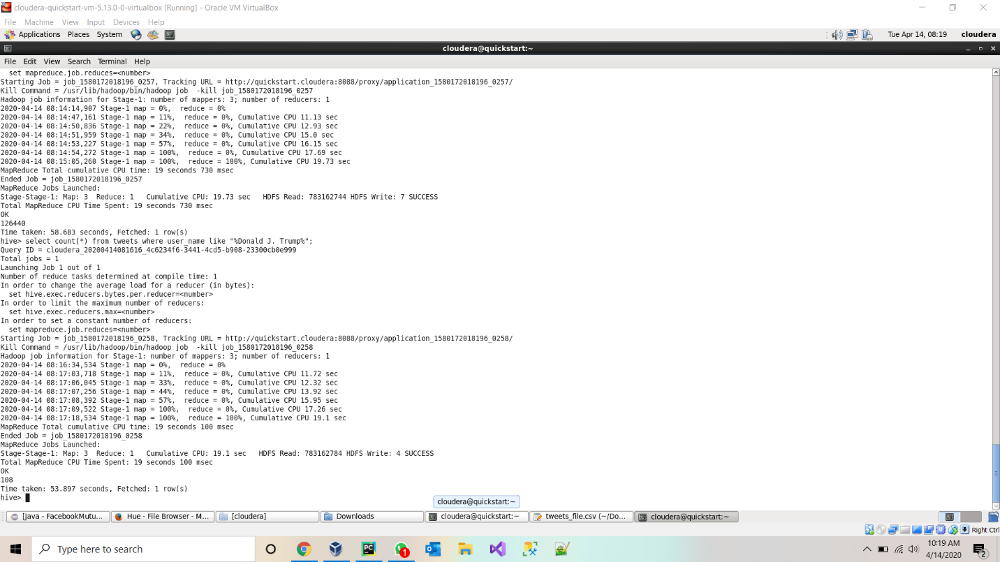 cloudera-quickstart-vm-5.13.0-0-virtualbox [Running] - Oracle VM VirtualBox
File Machine View Input Devices Help
Applications Places System Tue Apr 14, 08:19 cloudera
cloudera@quickstart:~
File Edit View Search Terminal Help
set mapreduce.job.reduces=<number>
Starting Job = job_1580172018196_0257, Tracking URL = http://quickstart.cloudera:8088/proxy/application_1580172018196_0257/
Kill Command = /usr/lib/hadoop/bin/hadoop job  -kill job_1580172018196_0257
Hadoop job information for Stage-1: number of mappers: 3; number of reducers: 1
2020-04-14 08:14:14,907 Stage-1 map = 0%,  reduce = 0%
2020-04-14 08:14:47,161 Stage-1 map = 11%,  reduce = 0%, Cumulative CPU 11.13 sec
2020-04-14 08:14:50,836 Stage-1 map = 22%,  reduce = 0%, Cumulative CPU 12.93 sec
2020-04-14 08:14:51,959 Stage-1 map = 34%,  reduce = 0%, Cumulative CPU 15.0 sec
2020-04-14 08:14:53,227 Stage-1 map = 57%,  reduce = 0%, Cumulative CPU 16.15 sec
2020-04-14 08:14:54,272 Stage-1 map = 100%,  reduce = 0%, Cumulative CPU 17.69 sec
2020-04-14 08:15:05,260 Stage-1 map = 100%,  reduce = 100%, Cumulative CPU 19.73 sec
MapReduce Total cumulative CPU time: 19 seconds 730 msec
Ended Job = job_1580172018196_0257
MapReduce Jobs Launched:
Stage-Stage-1: Map: 3  Reduce: 1   Cumulative CPU: 19.73 sec   HDFS Read: 783162744 HDFS Write: 7 SUCCESS
Total MapReduce CPU Time Spent: 19 seconds 730 msec
OK
126440
Time taken: 58.683 seconds, Fetched: 1 row(s)
hive> select count(*) from tweets where user_name like "%Donald J. Trump%";
Query ID = cloudera_20200414081616_4c6234f6-3441-4cd5-b908-23300cb0e999
Total jobs = 1
Launching Job 1 out of 1
Number of reduce tasks determined at compile time: 1
In order to change the average load for a reducer (in bytes):
set hive.exec.reducers.bytes.per.reducer=<number>
In order to limit the maximum number of reducers:
set hive.exec.reducers.max=<number>
In order to set a constant number of reducers:
set mapreduce.job.reduces=<number>
Starting Job = job_1580172018196_0258, Tracking URL = http://quickstart.cloudera:8088/proxy/application_1580172018196_0258/
Kill Command = /usr/lib/hadoop/bin/hadoop job  -kill job_1580172018196_0258
Hadoop job information for Stage-1: number of mappers: 3; number of reducers: 1
2020-04-14 08:16:34,534 Stage-1 map = 0%,  reduce = 0%
2020-04-14 08:17:03,718 Stage-1 map = 11%,  reduce = 0%, Cumulative CPU 11.72 sec
2020-04-14 08:17:06,045 Stage-1 map = 33%,  reduce = 0%, Cumulative CPU 12.32 sec
2020-04-14 08:17:07,256 Stage-1 map = 44%,  reduce = 0%, Cumulative CPU 13.92 sec
2020-04-14 08:17:08,392 Stage-1 map = 57%,  reduce = 0%, Cumulative CPU 15.95 sec
2020-04-14 08:17:09,522 Stage-1 map = 100%,  reduce = 0%, Cumulative CPU 17.26 sec
2020-04-14 08:17:18,534 Stage-1 map = 100%,  reduce = 100%, Cumulative CPU 19.1 sec
MapReduce Total cumulative CPU time: 19 seconds 100 msec
Ended Job = job_1580172018196_0258
MapReduce Jobs Launched:
Stage-Stage-1: Map: 3  Reduce: 1   Cumulative CPU: 19.1 sec   HDFS Read: 783162784 HDFS Write: 4 SUCCESS
Total MapReduce CPU Time Spent: 19 seconds 100 msec
OK
108
Time taken: 53.897 seconds, Fetched: 1 row(s)
hive>
cloudera@quickstart:~
[Java - FacebookMutu... Hue - File Browser - M... [cloudera] Downloads cloudera@quickstart:~ tweets_file.csv (~/Do... cloudera@quickstart:~
Right Ctrl
Type here to search PC 1 10:19 AM
4/14/2020 2